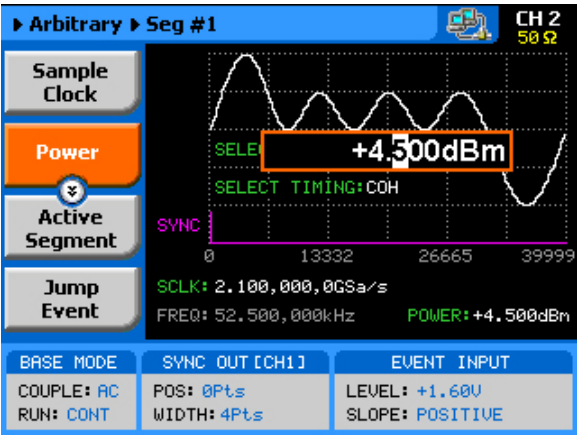 Arbitrary Seg #1
CH 2
50 Ω
Sample
Clock
Power
Active
Segment
Jump
Event
SELE
+4.500dBm
SELECT TIMING:COH
SYNC
0 13332 26665 39999
SCLK: 2.100,000,0GSa/s
FREQ: 52.500,000kHz POWER:+4.500dBm
BASE MODE
COUPLE: AC
RUN: CONT
SYNC OUT[CH1]
POS: 0Pts
WIDTH: 4Pts
EVENT INPUT
LEVEL: +1.60V
SLOPE: POSITIVE